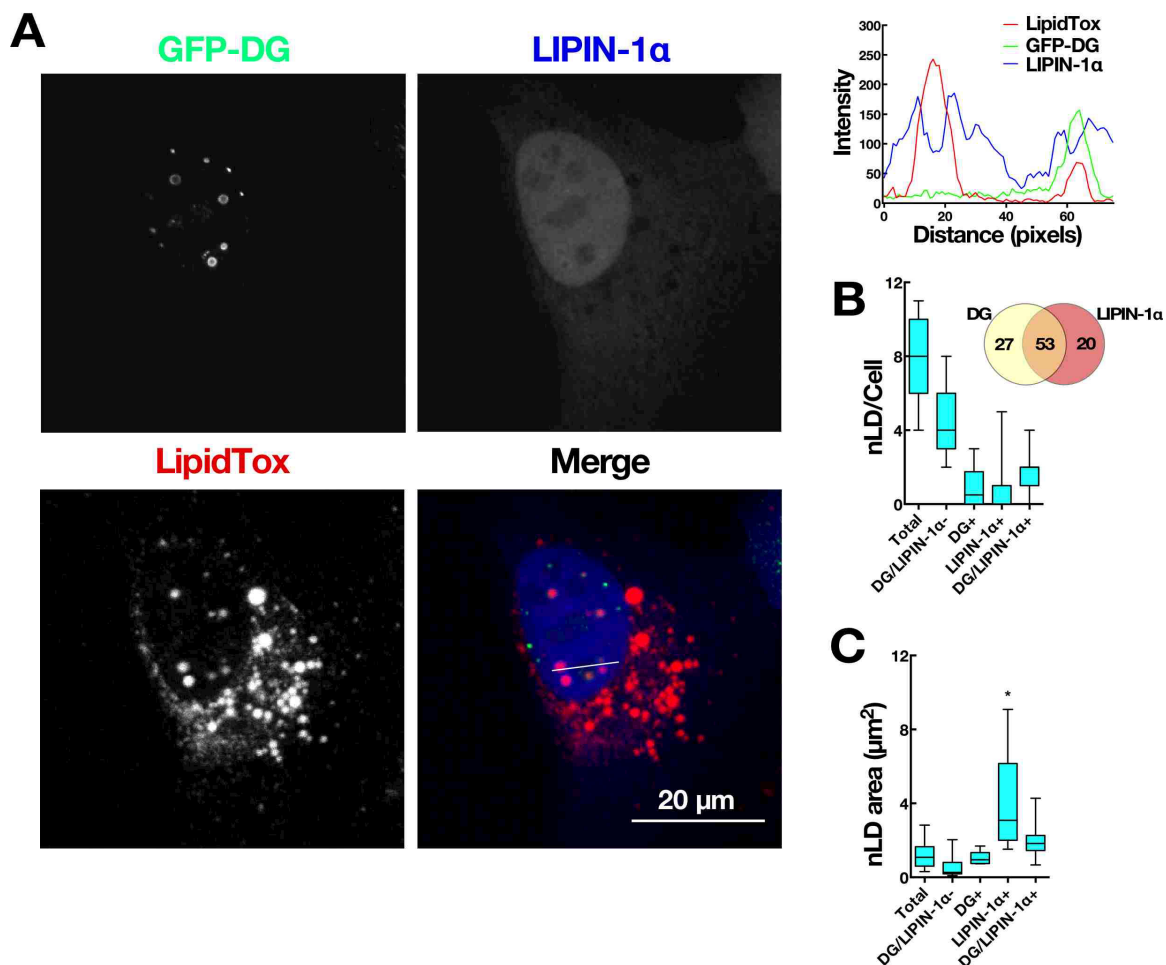 A
GFP-DG
LIPIN-1α
LipidTox
Merge
20 µm
LipidTox
GFP-DG
LIPIN-1α
Intensity
300
250
200
150
100
50
0
0
20
40
60
Distance (pixels)
B
nLD/Cell
12
8
4
0
DG
LIPIN-1α
27
53
20
Total
DG/LIPIN-1α-
DG+
LIPIN-1α+
DG/LIPIN-1α+
C
nLD area (µm²)
12
8
4
0
*
Total
DG/LIPIN-1α-
DG+
LIPIN-1α+
DG/LIPIN-1α+